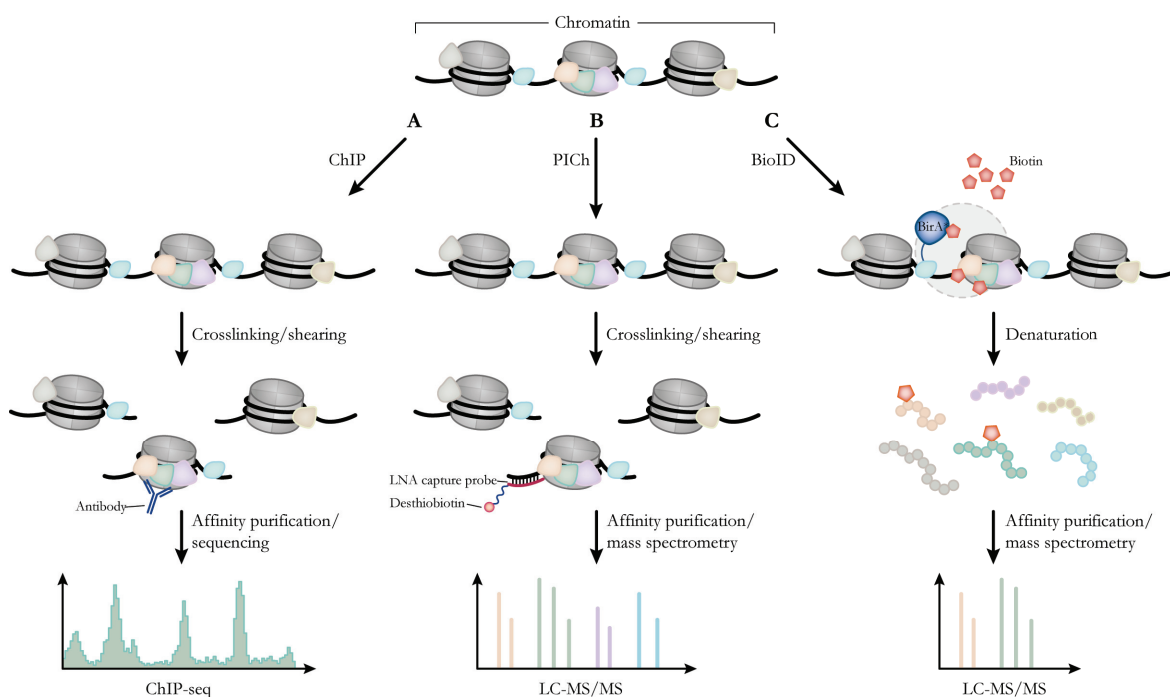 Chromatin
A
B
C
ChIP
PICh
BioID
Biotin
BirA
Crosslinking/shearing
Crosslinking/shearing
Denaturation
LNA capture probe
Desthiobiotin
Antibody
Affinity purification/
sequencing
Affinity purification/
mass spectrometry
Affinity purification/
mass spectrometry
ChIP-seq
LC-MS/MS
LC-MS/MS